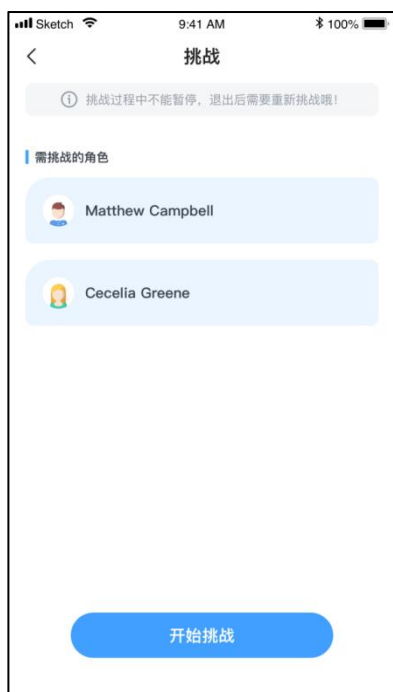 Sketch 9:41 AM 100%
挑战
挑战过程中不能暂停，退出后需要重新挑战哦！
需挑战的角色
Matthew Campbell
Cecelia Greene
开始挑战